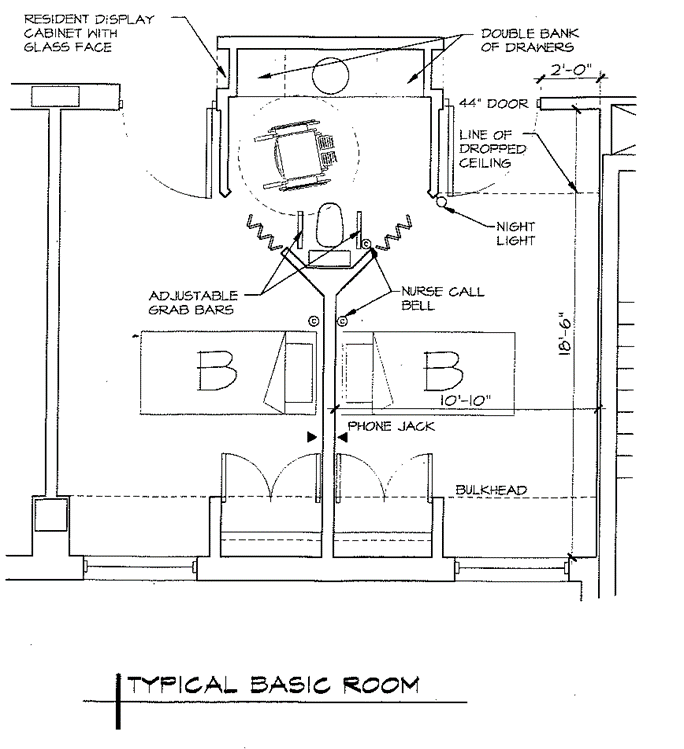 RESIDENT DISPLAY
CABINET WITH
GLASS FACE
DOUBLE BANK
OF DRAWERS
2'-0"
44" DOOR
LINE OF
DROPPED
CEILING
NIGHT
LIGHT
ADJUSTABLE
GRAB BARS
NURSE CALL
BELL
C
C
C
18'-6"
B
B
10'-10"
PHONE JACK
BULKHEAD
TYPICAL BASIC ROOM